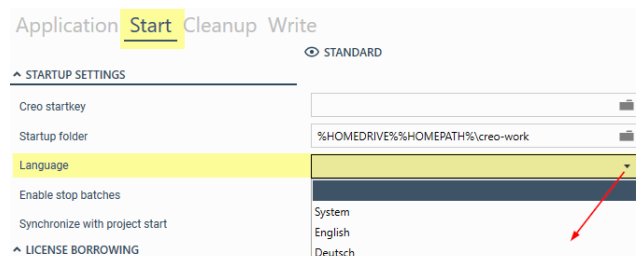 Application Start Cleanup Write
STANDARD
STARTUP SETTINGS
Creo startkey
Startup folder %HOMEDRIVE%%HOMEPATH%\creo-work
Language
Enable stop batches
System
Synchronize with project start
English
LICENSE BORROWING
Deutsch